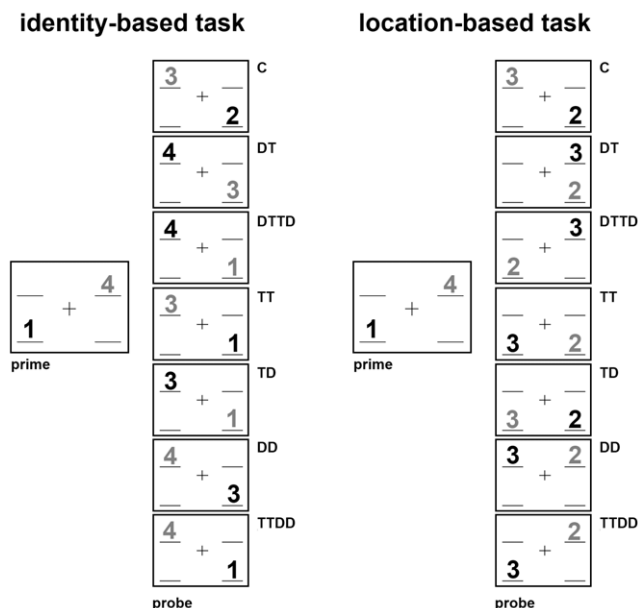 identity-based task
location-based task
3
+
2
C
4
+
3
DT
4
+
1
DTTD
4
+
1
prime
3
+
1
TT
3
+
1
TD
4
+
3
DD
4
+
1
TTDD
probe
3
+
2
C
3
+
2
DT
3
+
2
DTTD
4
+
1
prime
+
3 2
TT
+
3 2
TD
3 2
+
DD
2
+
3
TTDD
probe